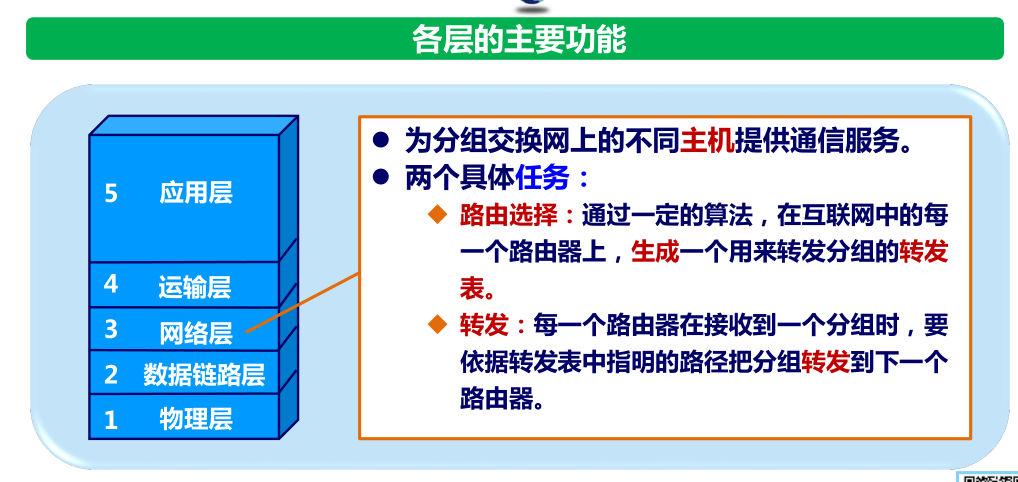 各层的主要功能
5 应用层
4 运输层
3 网络层
2 数据链路层
1 物理层
● 为分组交换网上的不同主机提供通信服务。
● 两个具体任务：
◆ 路由选择：通过一定的算法，在互联网中的每
一个路由器上，生成一个用来转发分组的转发
表。
◆ 转发：每一个路由器在接收到一个分组时，要
依据转发表中指明的路径把分组转发到下一个
路由器。